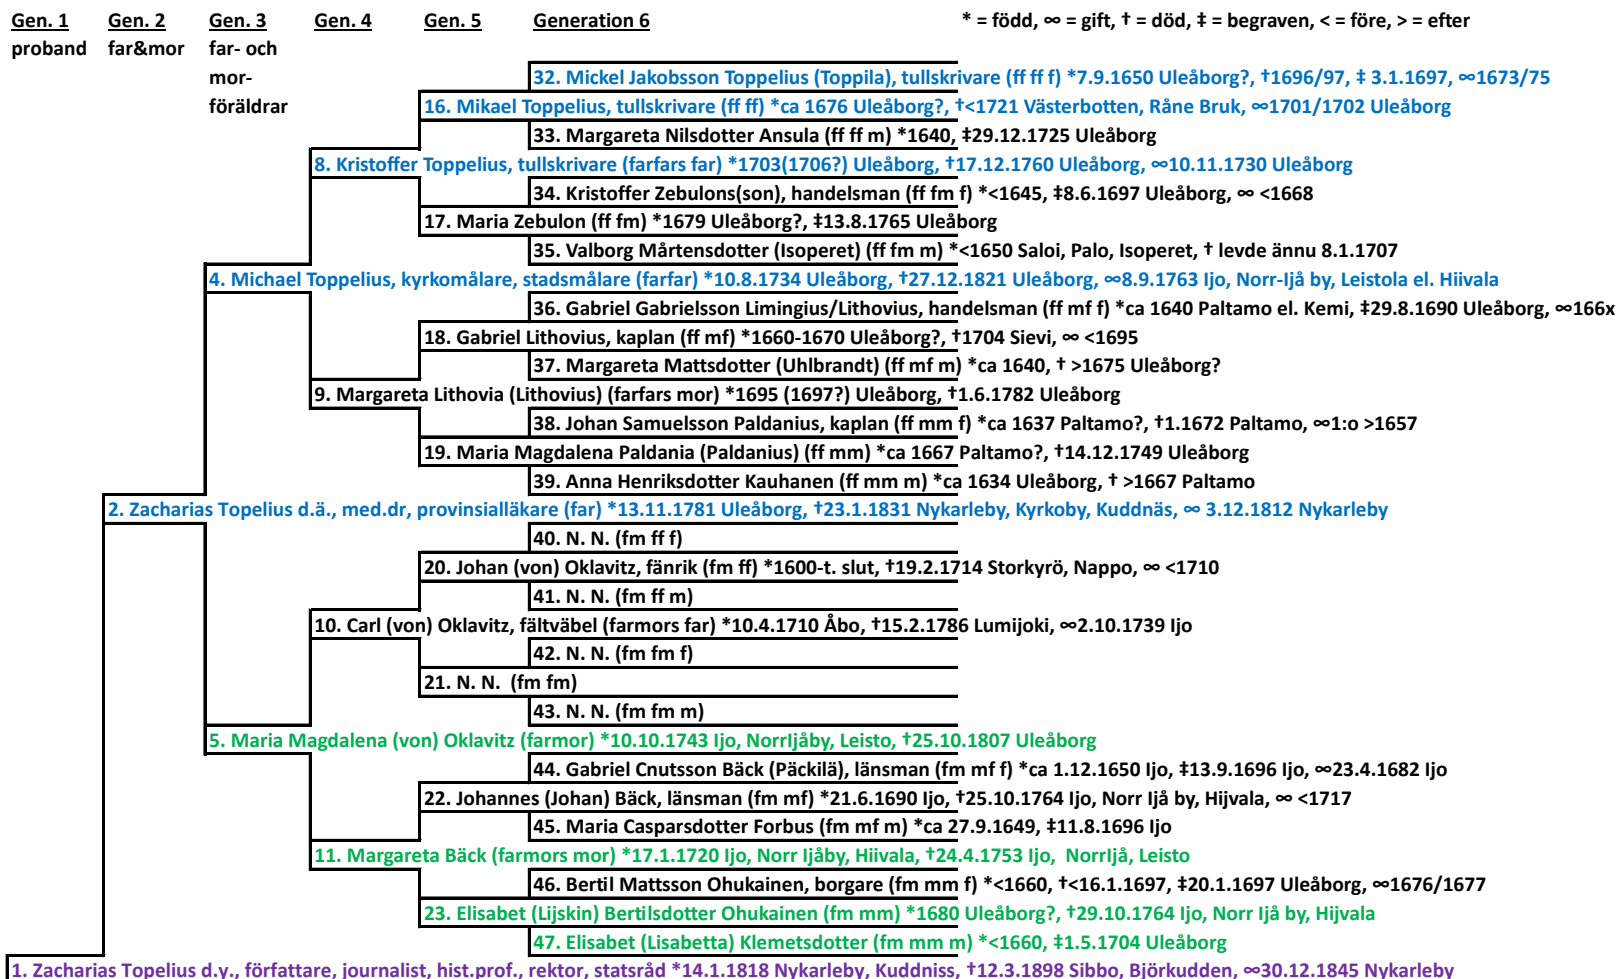 Gen. 1 Gen. 2 Gen. 3 Gen. 4 Gen. 5 Generation 6 * = född, ∞ = gift, † = död, ‡ = begraven, < = före, > = efter
proband far&mor far- och
mor-
föräldrar
32. Mickel Jakobsson Toppelius (Toppila), tullskrivare (ff ff f) *7.9.1650 Uleåborg?, †1696/97, ‡ 3.1.1697, ∞1673/75
16. Mikael Toppelius, tullskrivare (ff ff) *ca 1676 Uleåborg?, †<1721 Västerbotten, Råne Bruk, ∞1701/1702 Uleåborg
33. Margareta Nilsdotter Ansula (ff ff m) *1640, ‡29.12.1725 Uleåborg
8. Kristoffer Toppelius, tullskrivare (farfars far) *1703(1706?) Uleåborg, †17.12.1760 Uleåborg, ∞10.11.1730 Uleåborg
34. Kristoffer Zebulons(son), handelsman (ff fm f) *<1645, ‡8.6.1697 Uleåborg, ∞ <1668
17. Maria Zebulon (ff fm) *1679 Uleåborg?, ‡13.8.1765 Uleåborg
35. Valborg Mårtensdotter (Isoperet) (ff fm m) *<1650 Saloi, Palo, Isoperet, † levde ännu 8.1.1707
4. Michael Toppelius, kyrkomålare, stadsmålare (farfar) *10.8.1734 Uleåborg, †27.12.1821 Uleåborg, ∞8.9.1763 Ijo, Norr-Ijå by, Leistola el. Hiivala
36. Gabriel Gabrielsson Limingius/Lithovius, handelsman (ff mf f) *ca 1640 Paltamo el. Kemi, ‡29.8.1690 Uleåborg, ∞166x
18. Gabriel Lithovius, kaplan (ff mf) *1660-1670 Uleåborg?, †1704 Sievi, ∞ <1695
37. Margareta Mattsdotter (Uhlbrandt) (ff mf m) *ca 1640, † >1675 Uleåborg?
9. Margareta Lithovia (Lithovius) (farfars mor) *1695 (1697?) Uleåborg, †1.6.1782 Uleåborg
38. Johan Samuelsson Paldanius, kaplan (ff mm f) *ca 1637 Paltamo?, †1.1672 Paltamo, ∞1:o >1657
19. Maria Magdalena Paldania (Paldanius) (ff mm) *ca 1667 Paltamo?, †14.12.1749 Uleåborg
39. Anna Henriksdotter Kauhanen (ff mm m) *ca 1634 Uleåborg, † >1667 Paltamo
2. Zacharias Topelius d.ä., med.dr, provinsialläkare (far) *13.11.1781 Uleåborg, †23.1.1831 Nykarleby, Kyrkoby, Kuddnäs, ∞ 3.12.1812 Nykarleby
40. N. N. (fm ff f)
20. Johan (von) Oklavitz, fänrik (fm ff) *1600-t. slut, †19.2.1714 Storkyrö, Nappo, ∞ <1710
41. N. N. (fm ff m)
10. Carl (von) Oklavitz, fältväbel (farmors far) *10.4.1710 Åbo, †15.2.1786 Lumijoki, ∞2.10.1739 Ijo
42. N. N. (fm fm f)
21. N. N. (fm fm)
43. N. N. (fm fm m)
5. Maria Magdalena (von) Oklavitz (farmor) *10.10.1743 Ijo, NorrIjåby, Leisto, †25.10.1807 Uleåborg
44. Gabriel Cnutsson Bäck (Päckilä), länsman (fm mf f) *ca 1.12.1650 Ijo, ‡13.9.1696 Ijo, ∞23.4.1682 Ijo
22. Johannes (Johan) Bäck, länsman (fm mf) *21.6.1690 Ijo, †25.10.1764 Ijo, Norr Ijå by, Hijvala, ∞ <1717
45. Maria Casparsdotter Forbus (fm mf m) *ca 27.9.1649, ‡11.8.1696 Ijo
11. Margareta Bäck (farmors mor) *17.1.1720 Ijo, Norr Ijåby, Hiivala, †24.4.1753 Ijo, NorrIjå, Leisto
46. Bertil Mattsson Ohukainen, borgare (fm mm f) *<1660, †<16.1.1697, ‡20.1.1697 Uleåborg, ∞1676/1677
23. Elisabet (Lijskin) Bertilsdotter Ohukainen (fm mm) *1680 Uleåborg?, †29.10.1764 Ijo, Norr Ijå by, Hijvala
47. Elisabet (Lisabetta) Klemetsdotter (fm mm m) *<1660, ‡1.5.1704 Uleåborg
1. Zacharias Topelius d.y., författare, journalist, hist.prof., rektor, statsråd *14.1.1818 Nykarleby, Kuddniss, †12.3.1898 Sibbo, Björkudden, ∞30.12.1845 Nykarleby